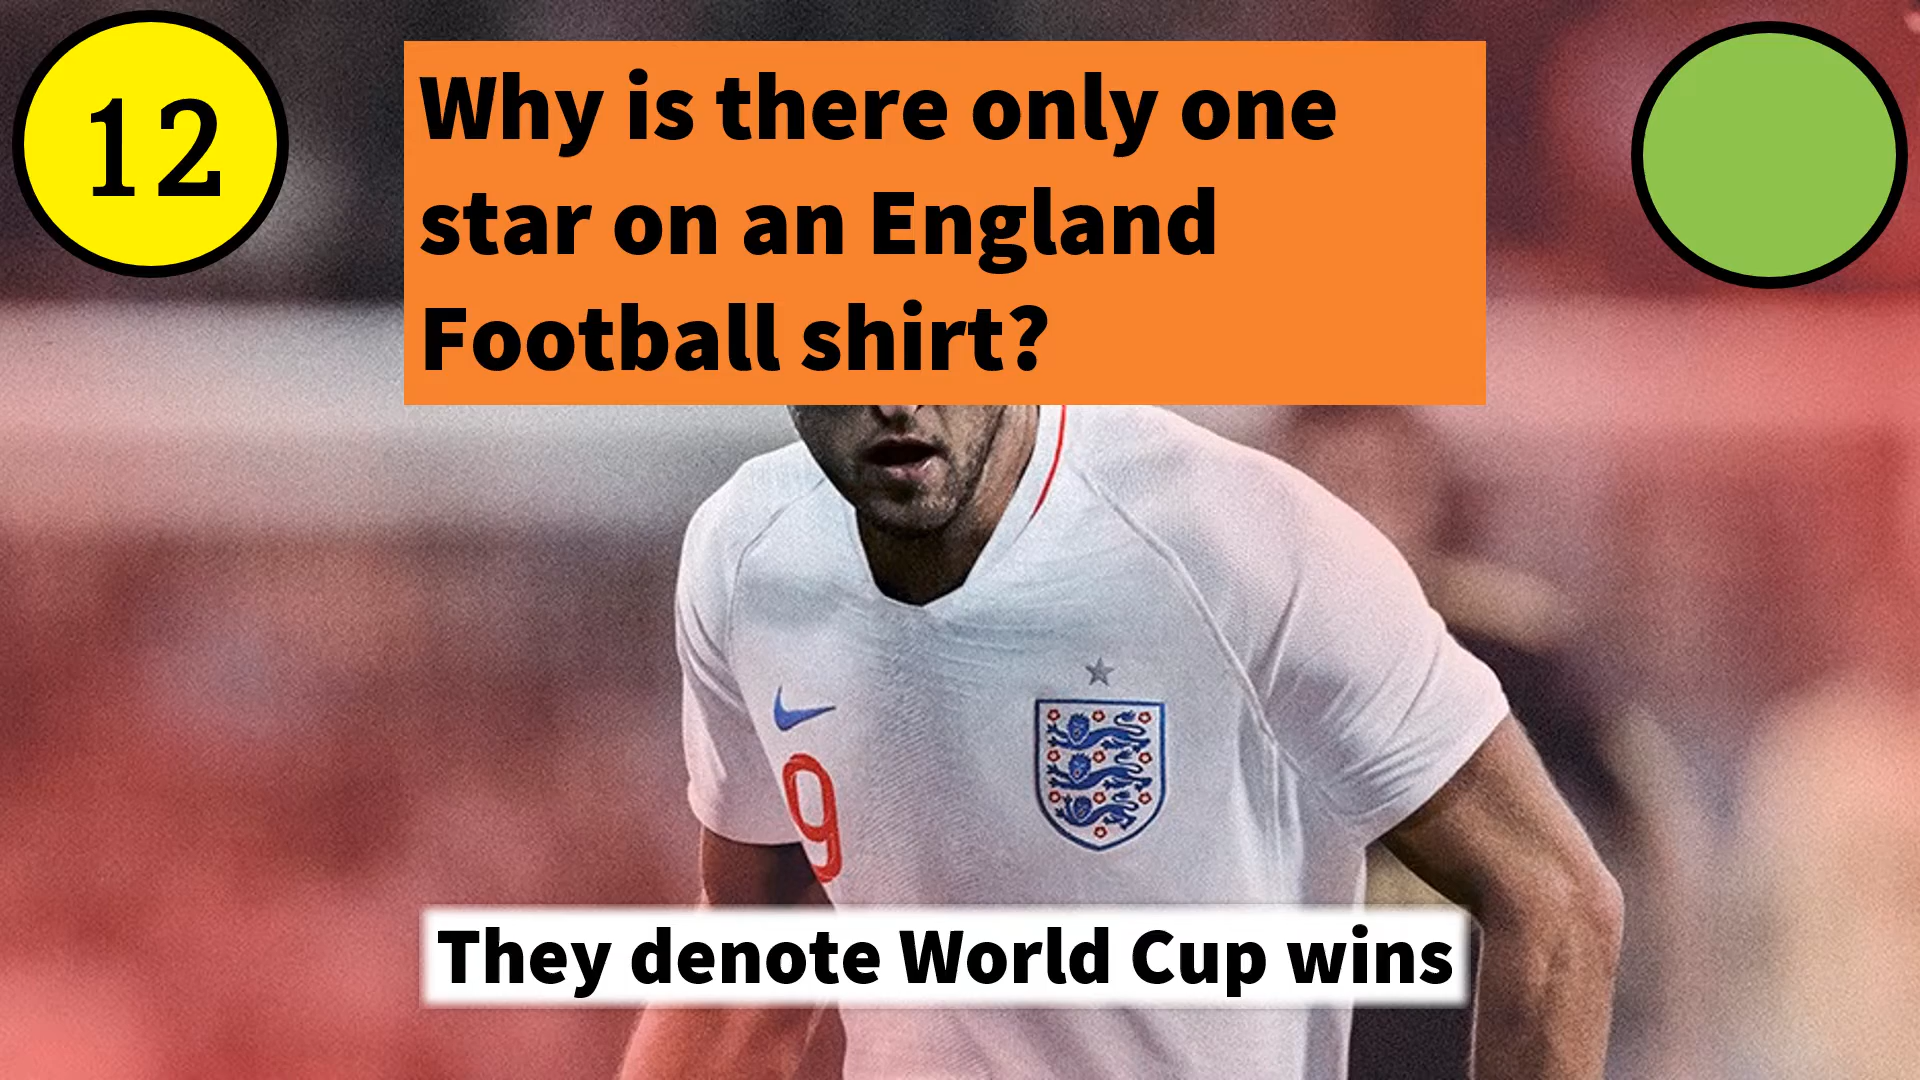 12
Why is there only one
star on an England
Football shirt?
9
They denote World Cup wins